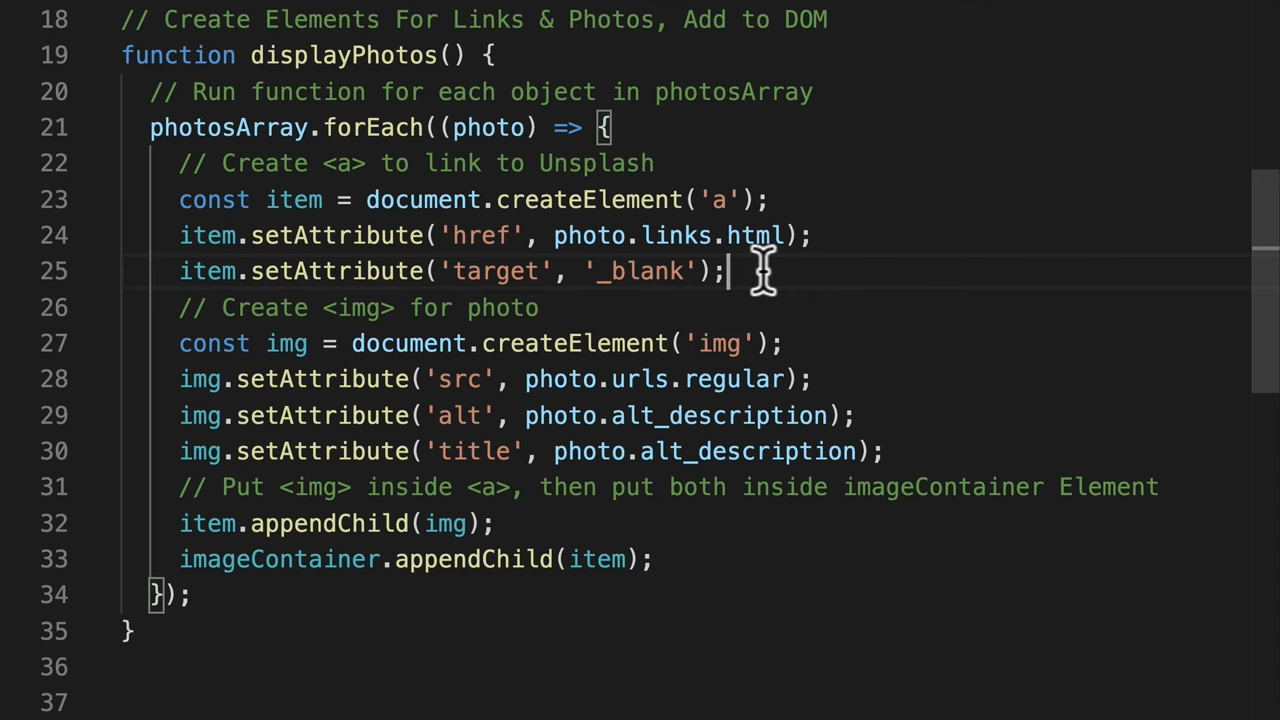 18 // Create Elements For Links & Photos, Add to DOM
19 function displayPhotos() {
20 // Run function for each object in photosArray
21 photosArray.forEach((photo) => {
22 // Create <a> to link to Unsplash
23 const item = document.createElement('a');
24 item.setAttribute('href', photo.links.html);
25 item.setAttribute('target', '_blank');
26 // Create <img> for photo
27 const img = document.createElement('img');
28 img.setAttribute('src', photo.urls.regular);
29 img.setAttribute('alt', photo.alt_description);
30 img.setAttribute('title', photo.alt_description);
31 // Put <img> inside <a>, then put both inside imageContainer Element
32 item.appendChild(img);
33 imageContainer.appendChild(item);
34 });
35 }
36
37